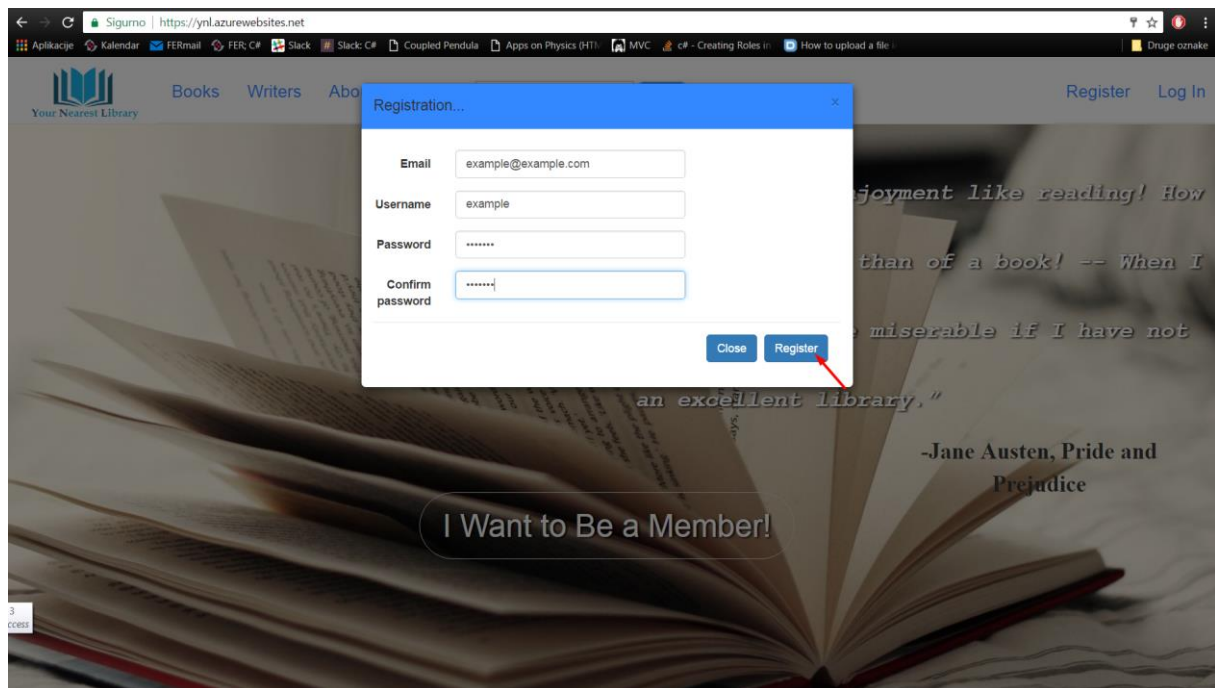 Sigurno | https://ynl.azurewebsites.net
Aplikacije Kalendar FERmail FER; C# Slack Slack: C# Coupled Pendula Apps on Physics (HTM MVC c# - Creating Roles in How to upload a file Druge oznake
Your Nearest Library
Books Writers Abo
Register Log In
Registration... ×
Email example@example.com
Username example
Password •••••••
Confirm password •••••••
Close Register
joyment like reading! How
than of a book! -- When I
miserable if I have not
an excellent library."
-Jane Austen, Pride and
Prejudice
I Want to Be a Member!
3
ccess